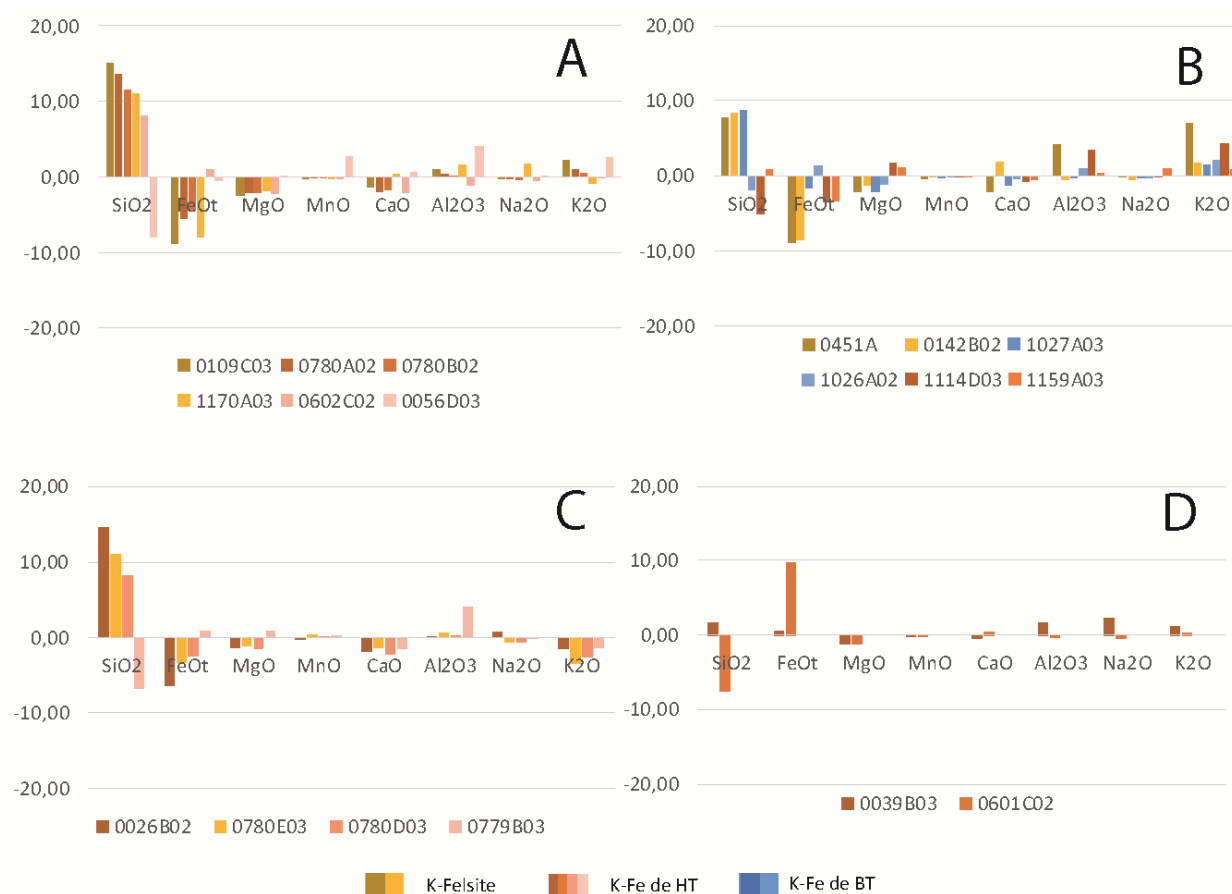 20,00
10,00
0,00
-10,00
-20,00
A
SiO2 FeOt MgO MnO CaO Al2O3 Na2O K2O
0109C03 0780A02 0780B02
1170A03 0602C02 0056D03
20,00
10,00
0,00
-10,00
-20,00
B
SiO2 FeOt MgO MnO CaO Al2O3 Na2O K2O
0451A 0142B02 1027A03
1026A02 1114D03 1159A03
20,00
10,00
0,00
-10,00
-20,00
C
SiO2 FeOt MgO MnO CaO Al2O3 Na2O K2O
0026B02 0780E03 0780D03 0779B03
20,00
10,00
0,00
-10,00
-20,00
D
SiO2 FeOt MgO MnO CaO Al2O3 Na2O K2O
0039B03 0601C02
K-Felsite K-Fe de HT K-Fe de BT